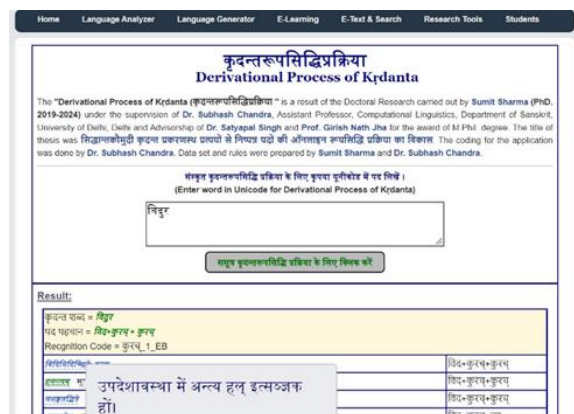 Home Language Analyzer Language Generator E-Learning E-Text & Search Research Tools Students
कृदन्तरूपसिद्धिप्रक्रिया
Derivational Process of Kṛdanta
The "Derivational Process of Kṛdanta (कृदन्तरूपसिद्धिप्रक्रिया " is a result of the Doctoral Research carried out by Sumit Sharma (PhD.
2019-2024) under the supervision of Dr. Subhash Chandra, Assistant Professor, Computational Linguistics, Department of Sanskrit,
University of Delhi, Delhi and Advisorship of Dr. Satyapal Singh and Prof. Girish Nath Jha for the award of M.Phil. degree. The title of
thesis was सिद्धान्तकौमुदी कृदन्त प्रकरणस्थ प्रत्ययों से निष्पन्न पदों की ऑनलाइन रूपसिद्धि प्रक्रिया का विकास. The coding for the application
was done by Dr. Subhash Chandra. Data set and rules were prepared by Sumit Sharma and Dr. Subhash Chandra.
संस्कृत कृदन्तरूपसिद्धि प्रक्रिया के लिए कृपया यूनीकोड में पद लिखें।
(Enter word in Unicode for Derivational Process of Kṛdanta)
विदुर
ससूत्र कृदन्तरूपसिद्धि प्रक्रिया के लिए क्लिक करें
Result:
कृदन्त शब्द = विदुर
पद पहचान = विद+कुरच् + कुरच्
Recgnition Code = कुरच्_1_EB
विद+कुरच्+कुरच्
हलन्त्यम् विद+कुरच्+कुरच्
उपदेशावस्था में अन्त्य हल् इत्सञ्ज्ञक
हों।